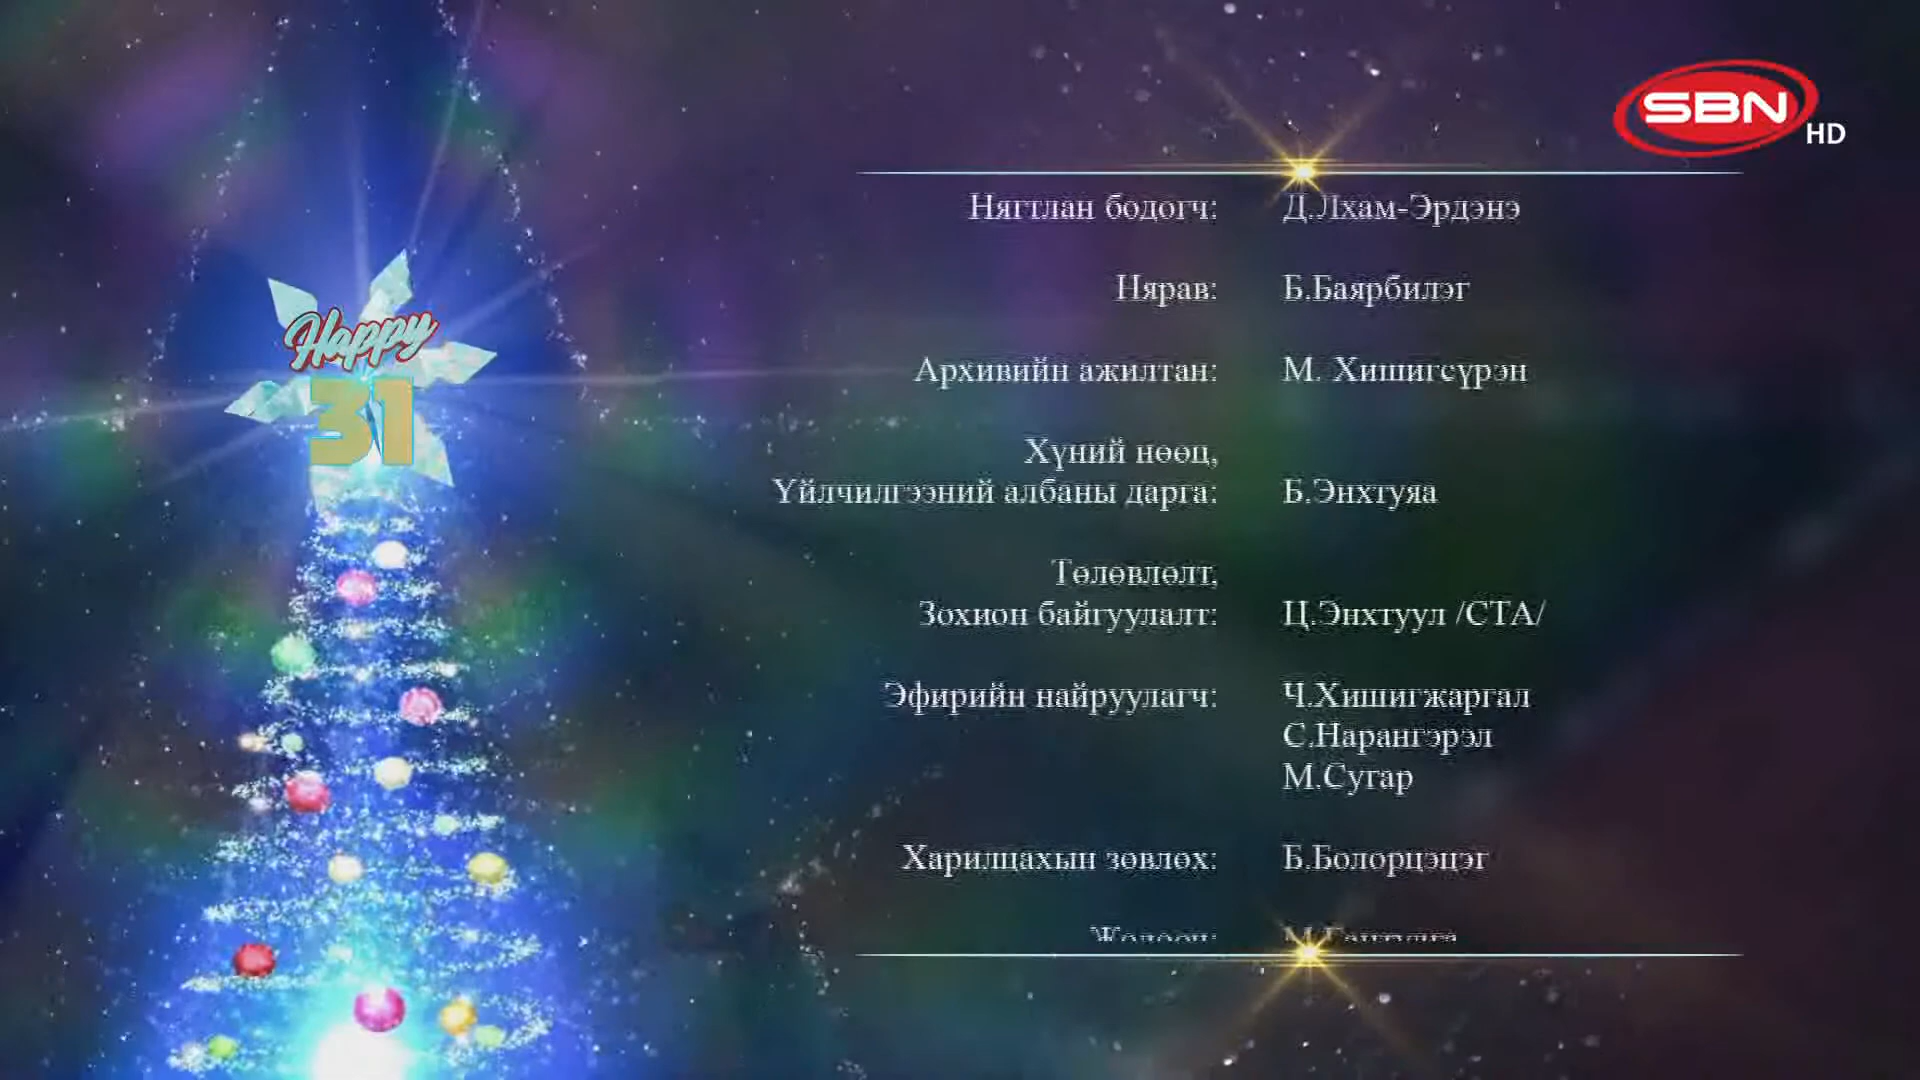 SBN
HD
Happy
31
Нягтлан бодогч: Д.Лхам-Эрдэнэ
Нярав: Б.Баярбилэг
Архивийн ажилтан: М. Хишигсүрэн
Хүний нөөц,
Үйлчилгээний албаны дарга: Б.Энхтуяа
Төлөвлөлт,
Зохион байгуулалт: Ц.Энхтуул /СТА/
Эфирийн найруулагч: Ч.Хишигжаргал
С.Нарангэрэл
М.Сугар
Харилцахын зөвлөх: Б.Болорцэцэг